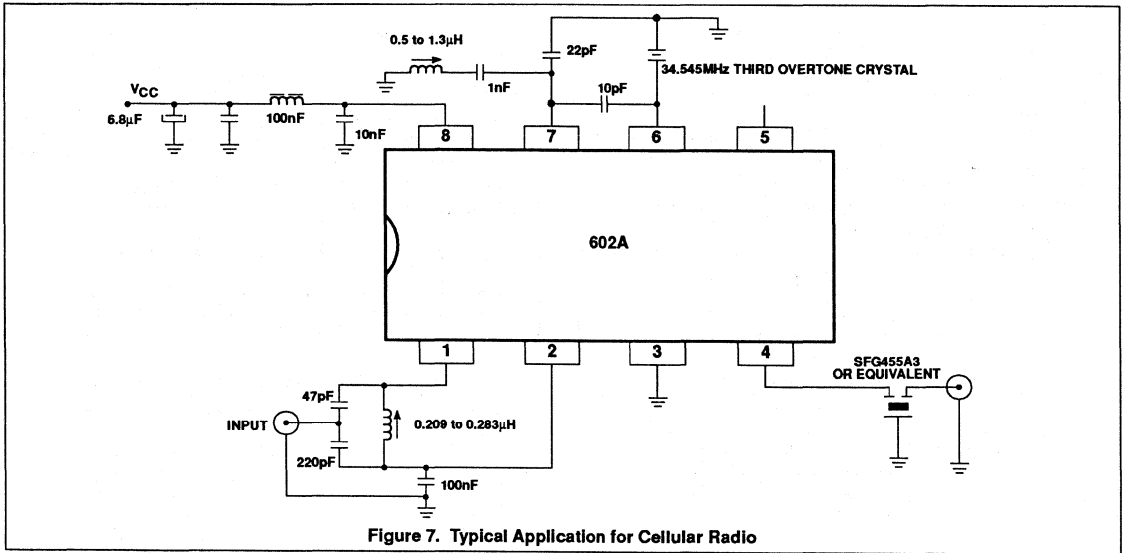 0.5 to 1.3µH
22pF
34.545MHz THIRD OVERTONE CRYSTAL
1nF
10pF
VCC
6.8µF
100nF
10nF
8
7
6
5
602A
1
2
3
4
SFG455A3
OR EQUIVALENT
47pF
INPUT
0.209 to 0.283µH
220pF
100nF
Figure 7. Typical Application for Cellular Radio